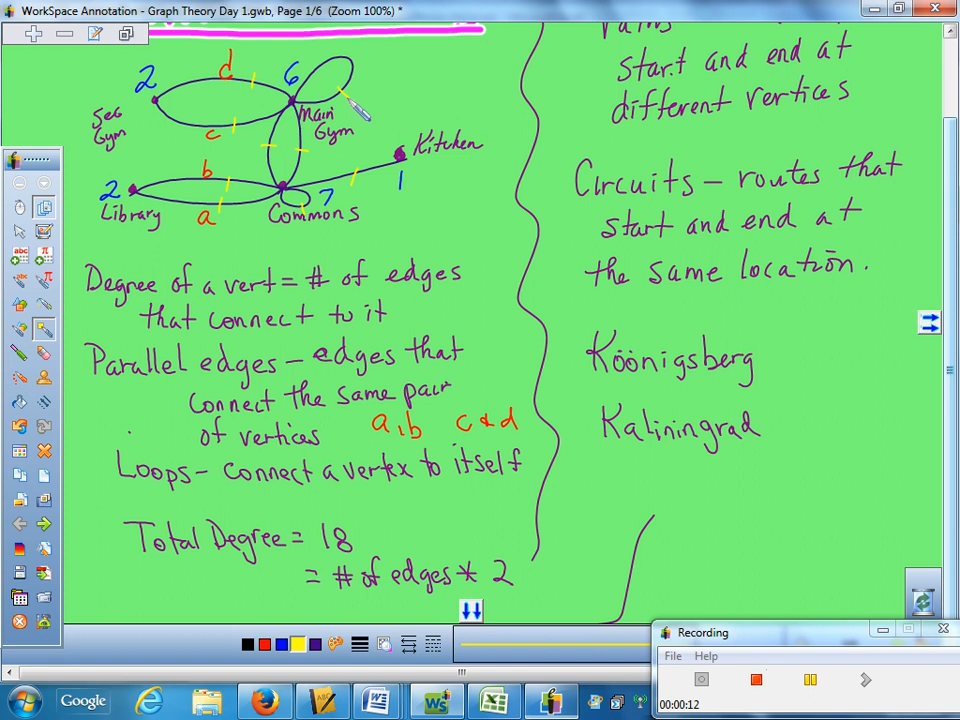 WorkSpace Annotation - Graph Theory Day 1.gwb, Page 1/6 (Zoom 100%) *
2
d
6
Sec
Gym
c
Main
Gym
Kitchen
b
2
7
1
Library
a
Commons
Degree of a vert = # of edges
that connect to it
Parallel edges - edges that
connect the same pair
of vertices
a,b c & d
Loops - connect a vertex to itself
Total Degree = 18
= # of edges * 2
start and end at
different vertices
Circuits - routes that
start and end at
the same location.
Köönigsberg
Kaliningrad
Recording
File Help
00:00:12
Google